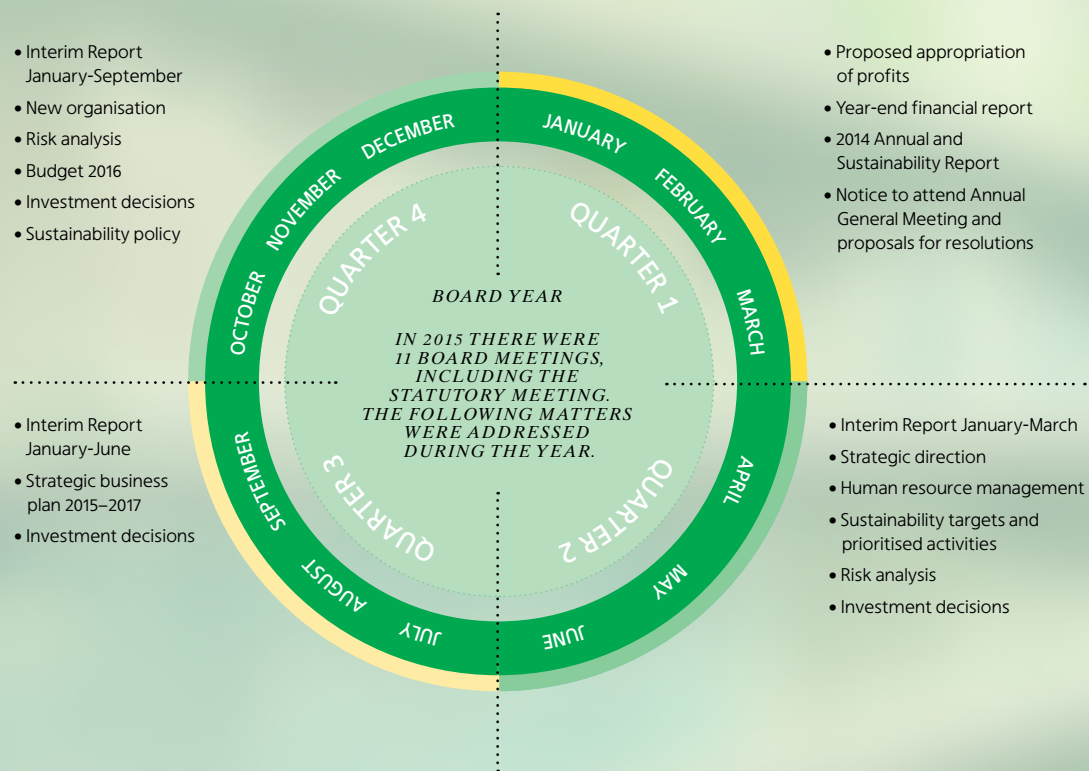 • Interim Report
January-September
• New organisation
• Risk analysis
• Budget 2016
• Investment decisions
• Sustainability policy
• Proposed appropriation
of profits
• Year-end financial report
• 2014 Annual and
Sustainability Report
• Notice to attend Annual
General Meeting and
proposals for resolutions
JANUARY
FEBRUARY
MARCH
APRIL
MAY
JUNE
JULY
AUGUST
SEPTEMBER
OCTOBER
NOVEMBER
DECEMBER
QUARTER 1
QUARTER 2
QUARTER 3
QUARTER 4
BOARD YEAR
IN 2015 THERE WERE
11 BOARD MEETINGS,
INCLUDING THE
STATUTORY MEETING.
THE FOLLOWING MATTERS
WERE ADDRESSED
DURING THE YEAR.
• Interim Report
January-June
• Strategic business
plan 2015–2017
• Investment decisions
• Interim Report January-March
• Strategic direction
• Human resource management
• Sustainability targets and
prioritised activities
• Risk analysis
• Investment decisions